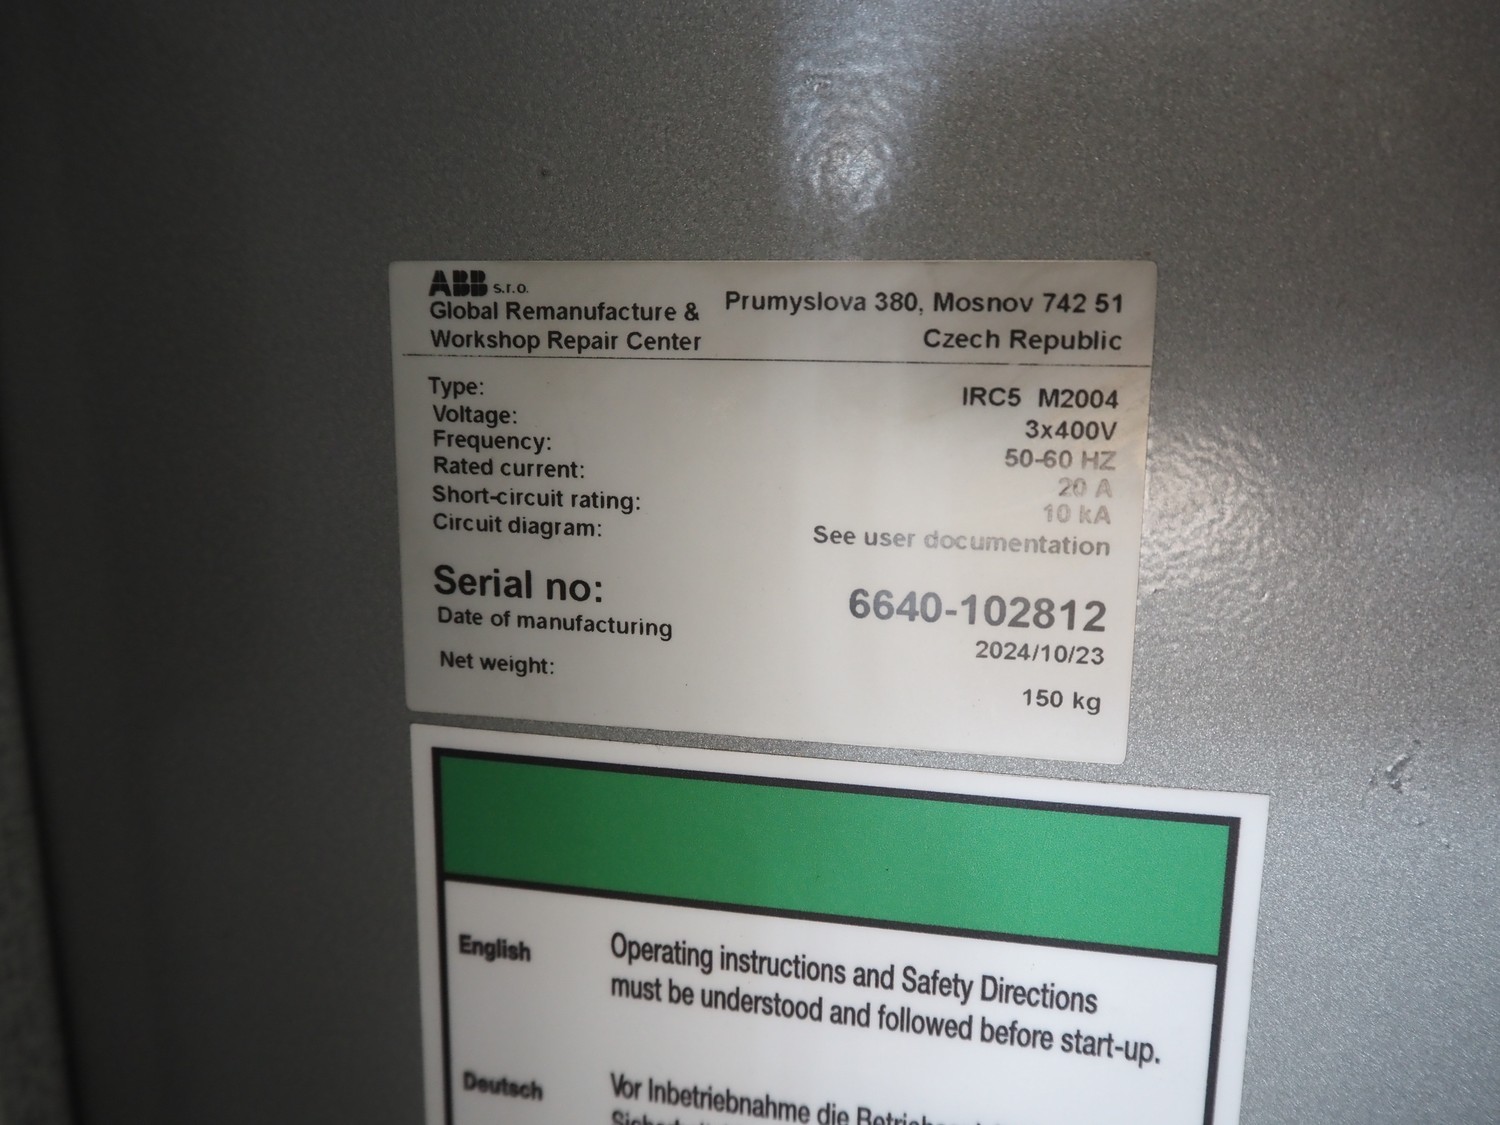 ABB s.r.o.
Global Remanufacture &
Workshop Repair Center
Prumyslova 380, Mosnov 742 51
Czech Republic
Type: IRC5 M2004
Voltage: 3x400V
Frequency: 50-60 HZ
Rated current: 20 A
Short-circuit rating: 10 kA
Circuit diagram: See user documentation
Serial no: 6640-102812
Date of manufacturing 2024/10/23
Net weight: 150 kg
English
Operating instructions and Safety Directions
must be understood and followed before start-up.
Deutsch
Vor Inbetriebnahme die